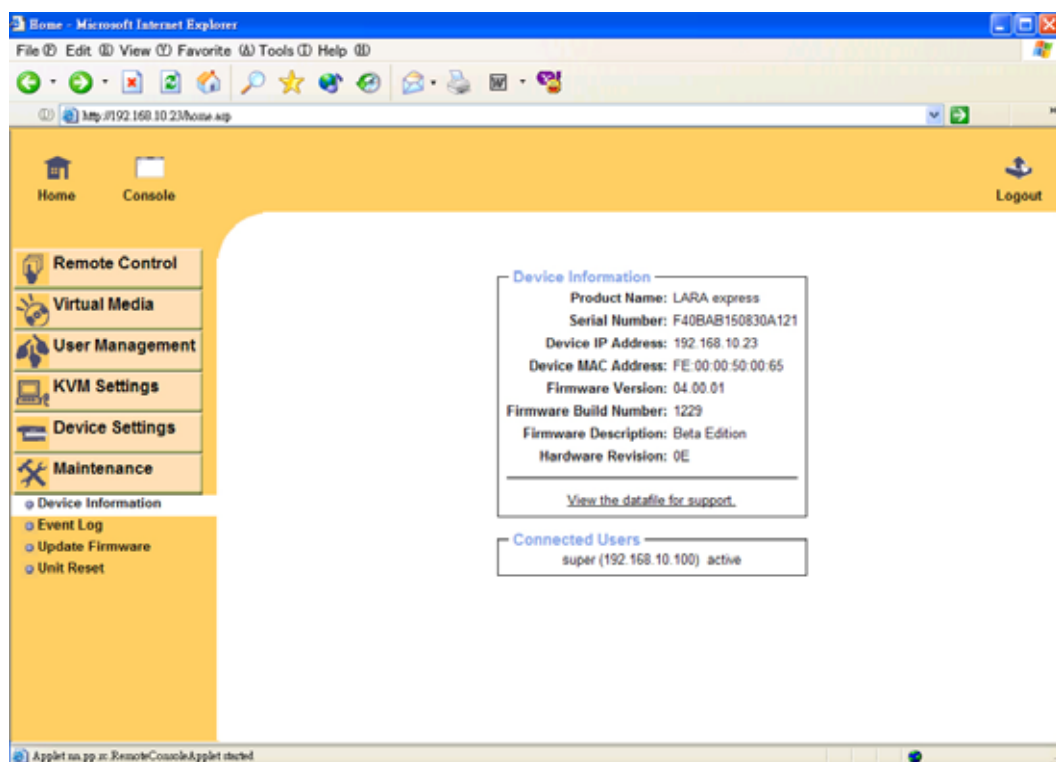 Home - Microsoft Internet Explorer
File (F) Edit (E) View (V) Favorite (A) Tools (T) Help (H)
(D) http://192.168.10.23/home.asp
Home
Console
Logout
Remote Control
Virtual Media
User Management
KVM Settings
Device Settings
Maintenance
Device Information
Event Log
Update Firmware
Unit Reset
Device Information
Product Name: LARA express
Serial Number: F40BAB150830A121
Device IP Address: 192.168.10.23
Device MAC Address: FE:00:00:50:00:65
Firmware Version: 04.00.01
Firmware Build Number: 1229
Firmware Description: Beta Edition
Hardware Revision: 0E
View the datafile for support.
Connected Users
super (192.168.10.100) active
Applet nn.pp.rc.RemoteConsoleApplet started